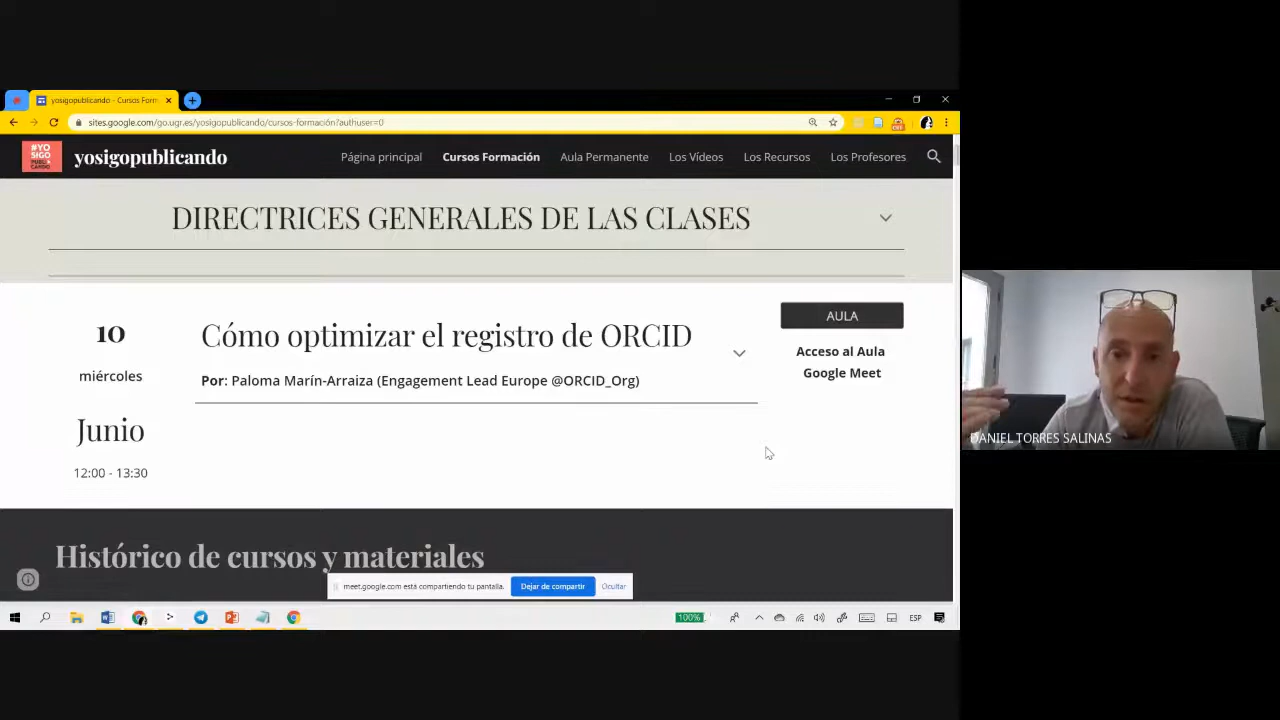 yosigopublicando - Cursos Form
sites.google.com/go.ugr.es/yosigopublicando/cursos-formación?authuser=0
#YO
SIGO
PUBLI
CANDO
yosigopublicando
Página principal
Cursos Formación
Aula Permanente
Los Vídeos
Los Recursos
Los Profesores
DIRECTRICES GENERALES DE LAS CLASES
10
miércoles
Junio
12:00 - 13:30
Cómo optimizar el registro de ORCID
Por: Paloma Marín-Arraiza (Engagement Lead Europe @ORCID_Org)
AULA
Acceso al Aula
Google Meet
DANIEL TORRES SALINAS
Histórico de cursos y materiales
meet.google.com está compartiendo tu pantalla.
Dejar de compartir
Ocultar
100%
ESP